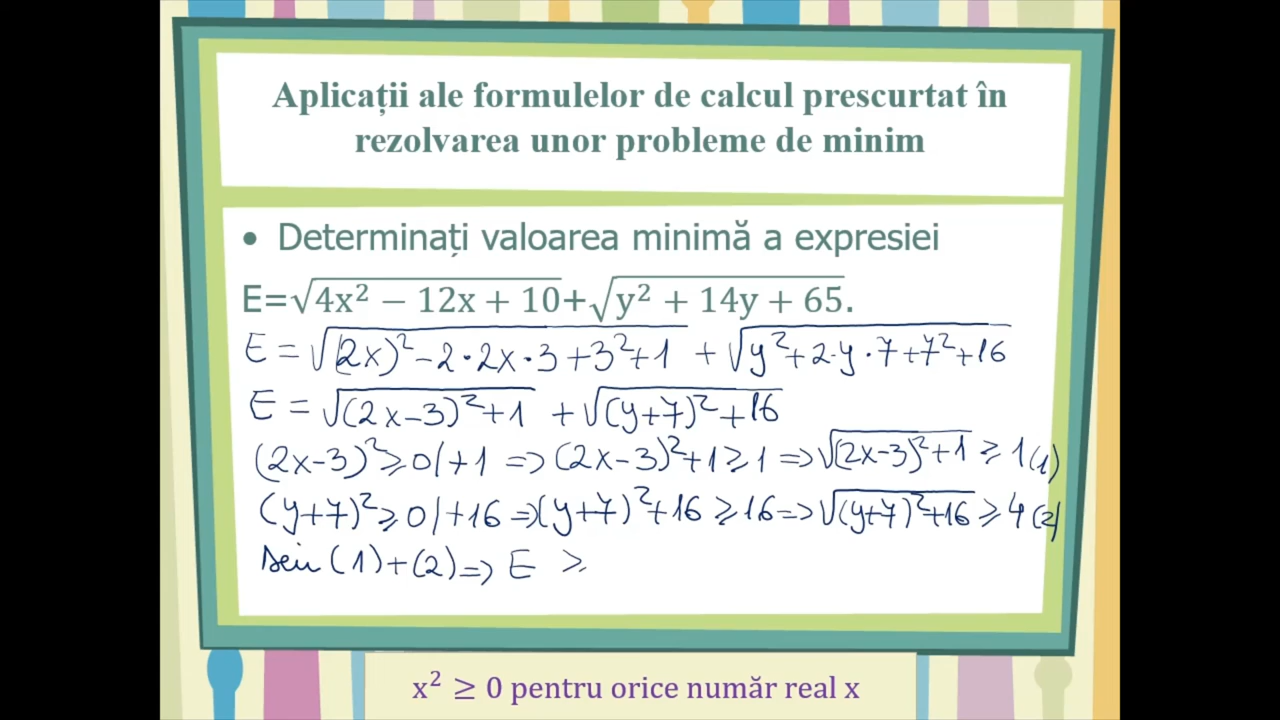 Aplicații ale formulelor de calcul prescurtat în
rezolvarea unor probleme de minim
• Determinați valoarea minimă a expresiei
E=√(4x² − 12x + 10)+√(y² + 14y + 65).
E = √((2x)²−2·2x·3+3²+1) + √(y²+2·y·7+7²+16)
E = √((2x−3)²+1) + √((y+7)²+16)
(2x−3)²≥0/+1 => (2x−3)²+1≥1 => √((2x−3)²+1) ≥ 1(1)
(y+7)²≥0/+16=>(y+7)²+16≥16=>√((y+7)²+16) ≥ 4(2)
din (1)+(2)=> E ≥
x² ≥ 0 pentru orice număr real x